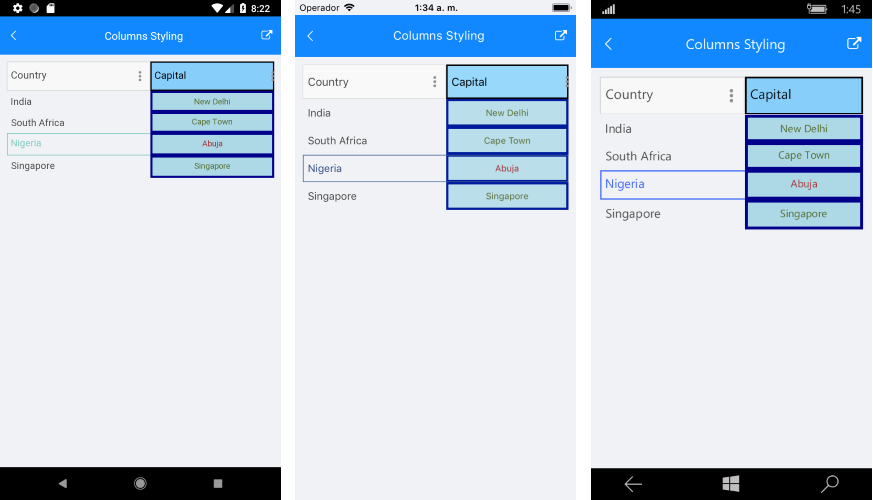 8:22
Columns Styling
Country Capital
India New Delhi
South Africa Cape Town
Nigeria Abuja
Singapore Singapore
Operador 1:34 a. m.
Columns Styling
Country Capital
India New Delhi
South Africa Cape Town
Nigeria Abuja
Singapore Singapore
1:45
Columns Styling
Country Capital
India New Delhi
South Africa Cape Town
Nigeria Abuja
Singapore Singapore